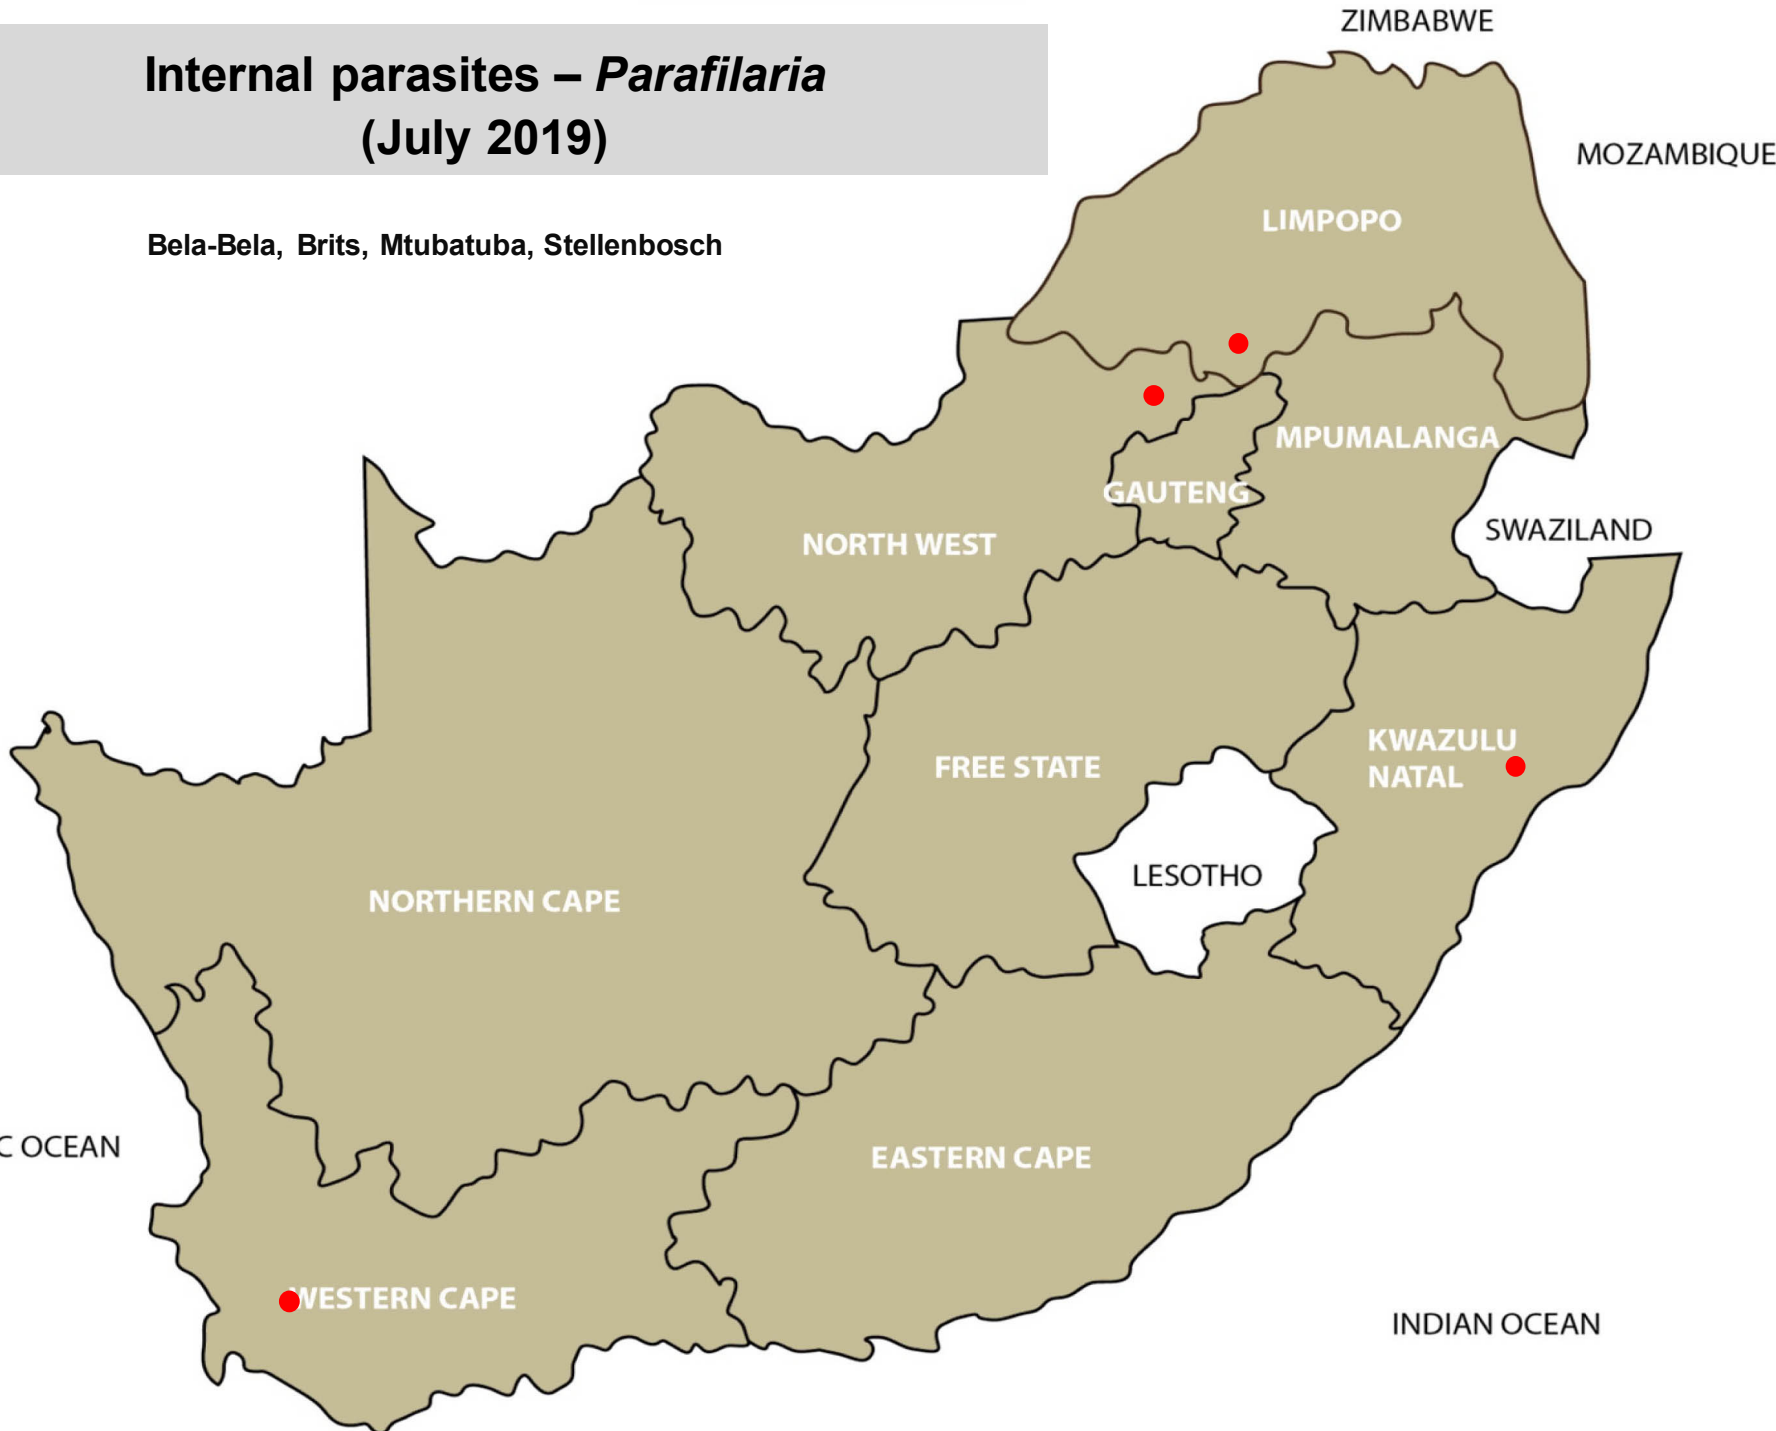 ZIMBABWE
Internal parasites – Parafilaria
(July 2019)
MOZAMBIQUE
LIMPOPO
Bela-Bela, Brits, Mtubatuba, Stellenbosch
MPUMALANGA
GAUTENG
SWAZILAND
NORTH WEST
KWAZULU
NATAL
FREE STATE
LESOTHO
NORTHERN CAPE
C OCEAN
EASTERN CAPE
WESTERN CAPE
INDIAN OCEAN